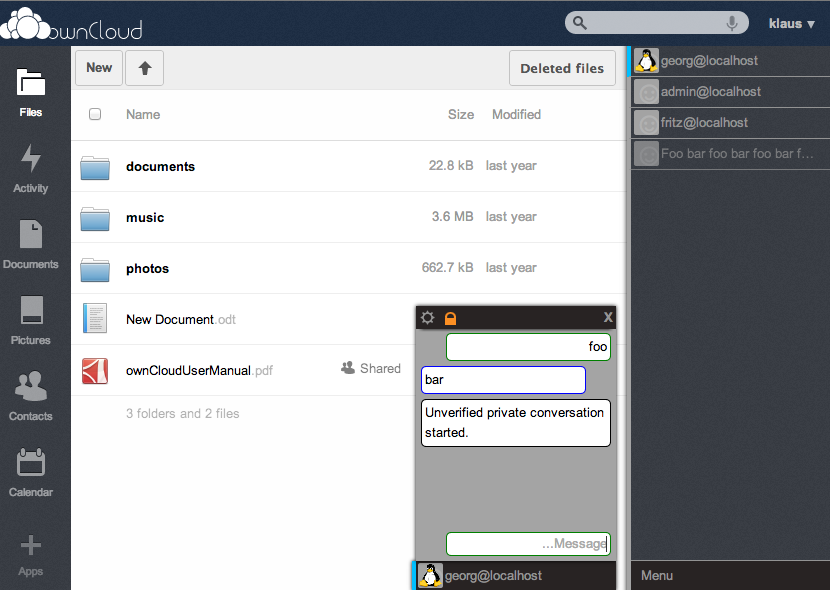 ownCloud
klaus ▾
Files
Activity
Documents
Pictures
Contacts
Calendar
Apps
New
Deleted files
Name Size Modified
documents 22.8 kB last year
music 3.6 MB last year
photos 662.7 kB last year
New Document.odt
ownCloudUserManual.pdf Shared
3 folders and 2 files
X
foo
bar
Unverified private conversation
started.
...Message
georg@localhost
georg@localhost
admin@localhost
fritz@localhost
Foo bar foo bar foo bar f...
Menu